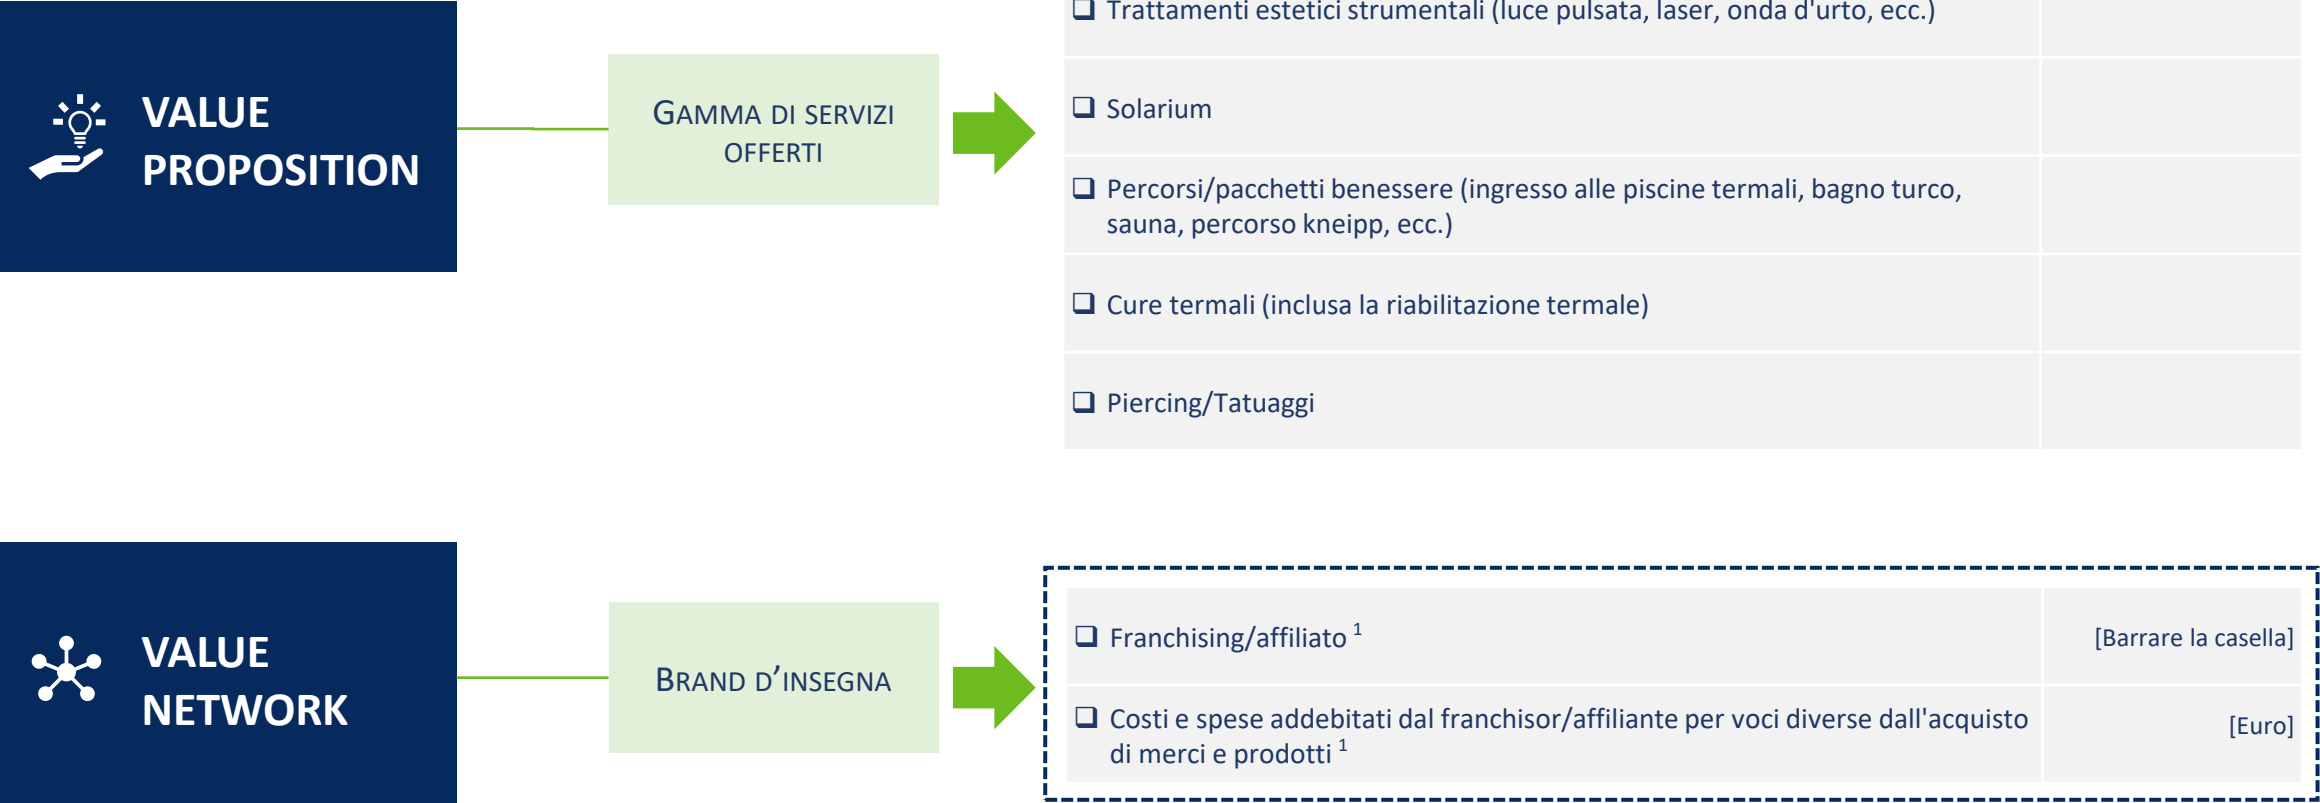 Trattamenti estetici strumentali (luce pulsata, laser, onda d'urto, ecc.)
VALUE
PROPOSITION
GAMMA DI SERVIZI
OFFERTI
Solarium
Percorsi/pacchetti benessere (ingresso alle piscine termali, bagno turco,
sauna, percorso kneipp, ecc.)
Cure termali (inclusa la riabilitazione termale)
Piercing/Tatuaggi
VALUE
NETWORK
BRAND D’INSEGNA
Franchising/affiliato 1
[Barrare la casella]
Costi e spese addebitati dal franchisor/affiliante per voci diverse dall'acquisto
di merci e prodotti 1
[Euro]